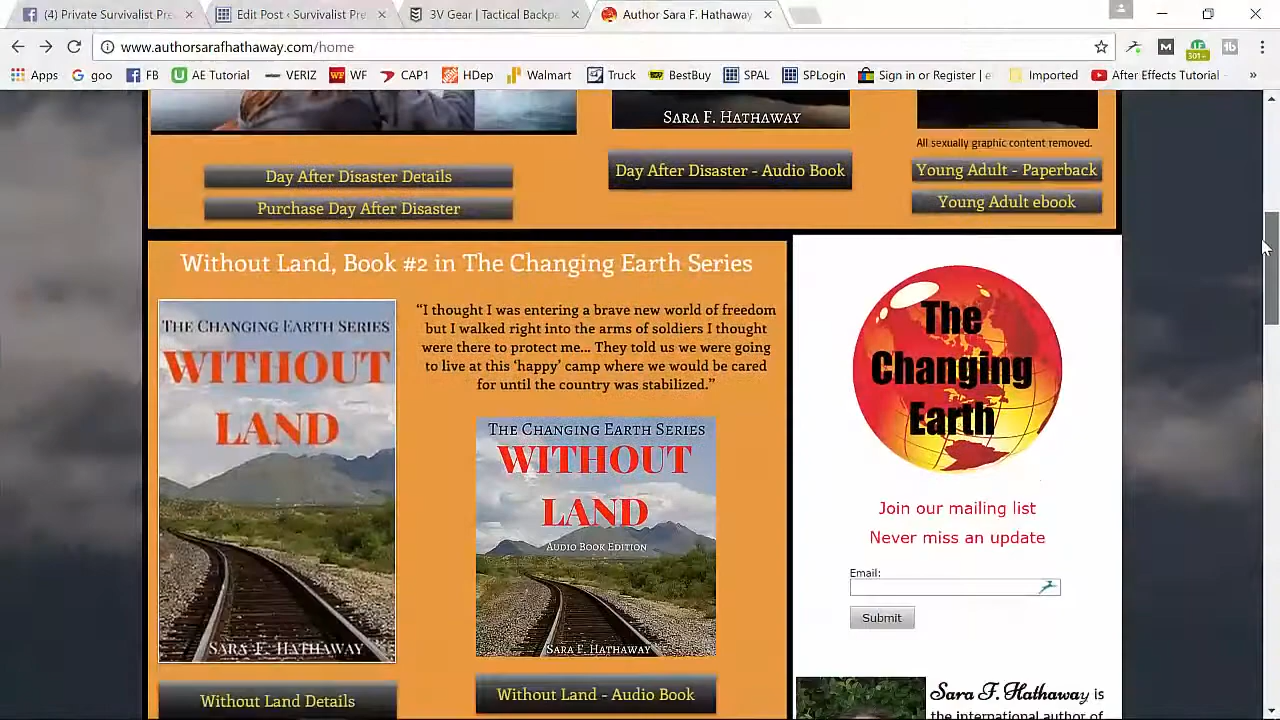 (4) Private Survivalist Pre
Edit Post ‹ Survivalist Pre
3V Gear | Tactical Backpa
Author Sara F. Hathaway
www.authorsarafhathaway.com/home
301+
Apps
goo
FB
AE Tutorial
VERIZ
WF
CAP1
HDep
Walmart
Truck
BestBuy
SPAL
SPLogin
Sign in or Register | e
Imported
After Effects Tutorial
»
SARA F. HATHAWAY
All sexually graphic content removed.
Day After Disaster Details
Purchase Day After Disaster
Day After Disaster - Audio Book
Young Adult - Paperback
Young Adult ebook
Without Land, Book #2 in The Changing Earth Series
THE CHANGING EARTH SERIES
WITHOUT
LAND
SARA F. HATHAWAY
Without Land Details
“I thought I was entering a brave new world of freedom
but I walked right into the arms of soldiers I thought
were there to protect me... They told us we were going
to live at this ‘happy’ camp where we would be cared
for until the country was stabilized.”
THE CHANGING EARTH SERIES
WITHOUT
LAND
AUDIO BOOK EDITION
SARA F. HATHAWAY
Without Land - Audio Book
The
Changing
Earth
Join our mailing list
Never miss an update
Email:
Submit
Sara F. Hathaway is
the international author of